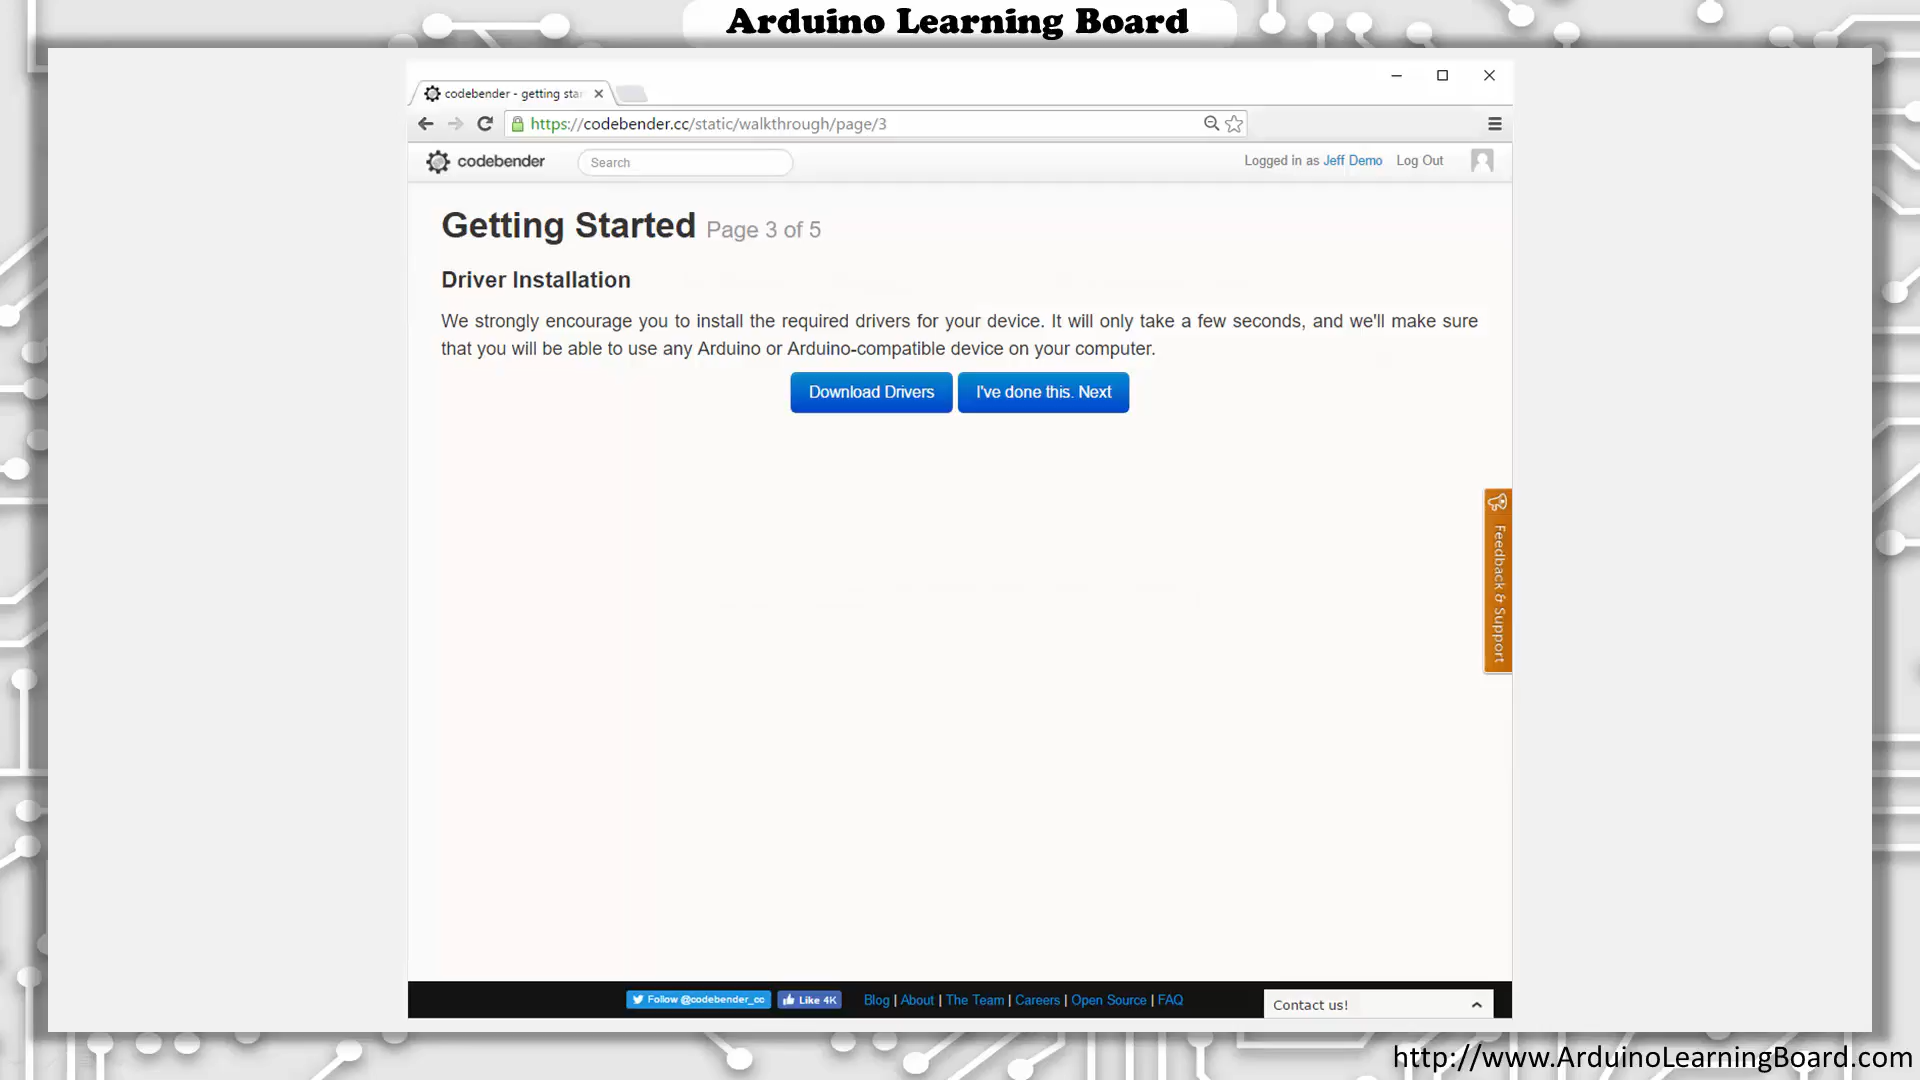 Arduino Learning Board
codebender - getting sta
https://codebender.cc/static/walkthrough/page/3
codebender
Search
Logged in as Jeff Demo Log Out
Getting Started Page 3 of 5
Driver Installation
We strongly encourage you to install the required drivers for your device. It will only take a few seconds, and we'll make sure
that you will be able to use any Arduino or Arduino-compatible device on your computer.
Download Drivers
I've done this. Next
Feedback & Support
Follow @codebender_cc
Like 4K
Blog | About | The Team | Careers | Open Source | FAQ
Contact us!
http://www.ArduinoLearningBoard.com